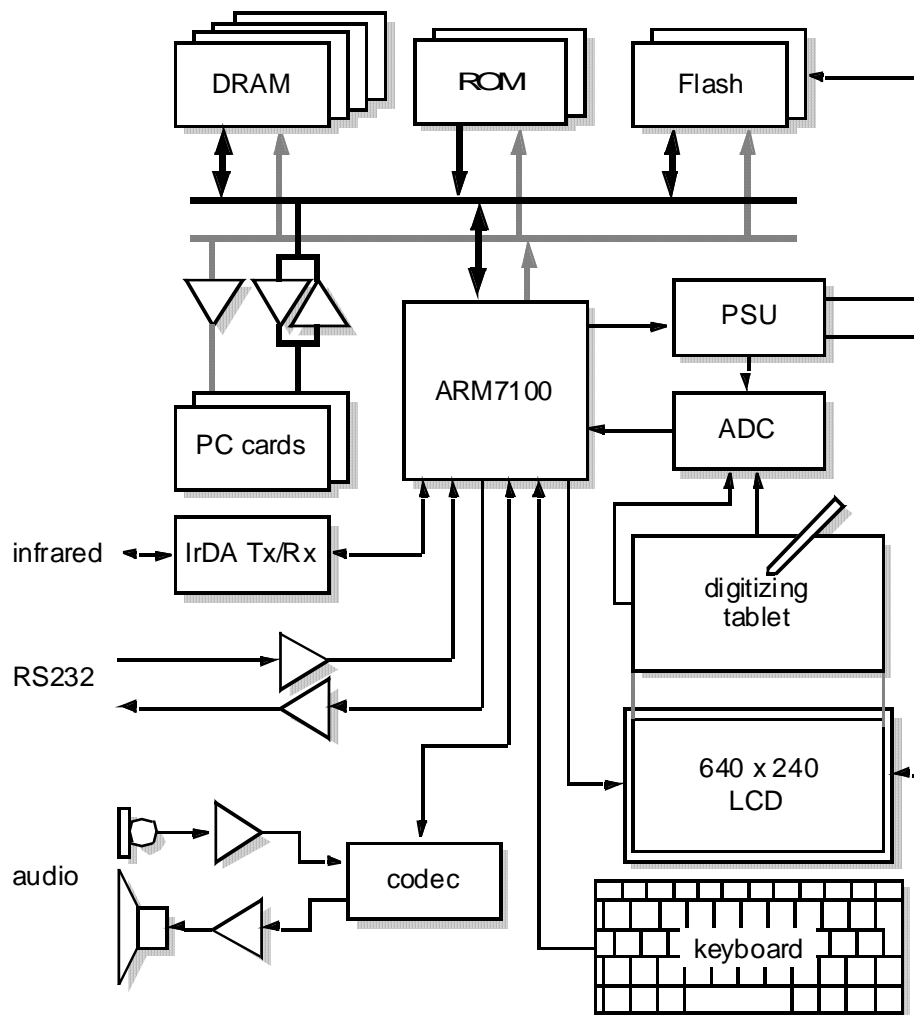 DRAM
ROM
Flash
PSU
ARM7100
ADC
PC cards
infrared
IrDA Tx/Rx
digitizing
tablet
RS232
640 x 240
LCD
audio
codec
keyboard